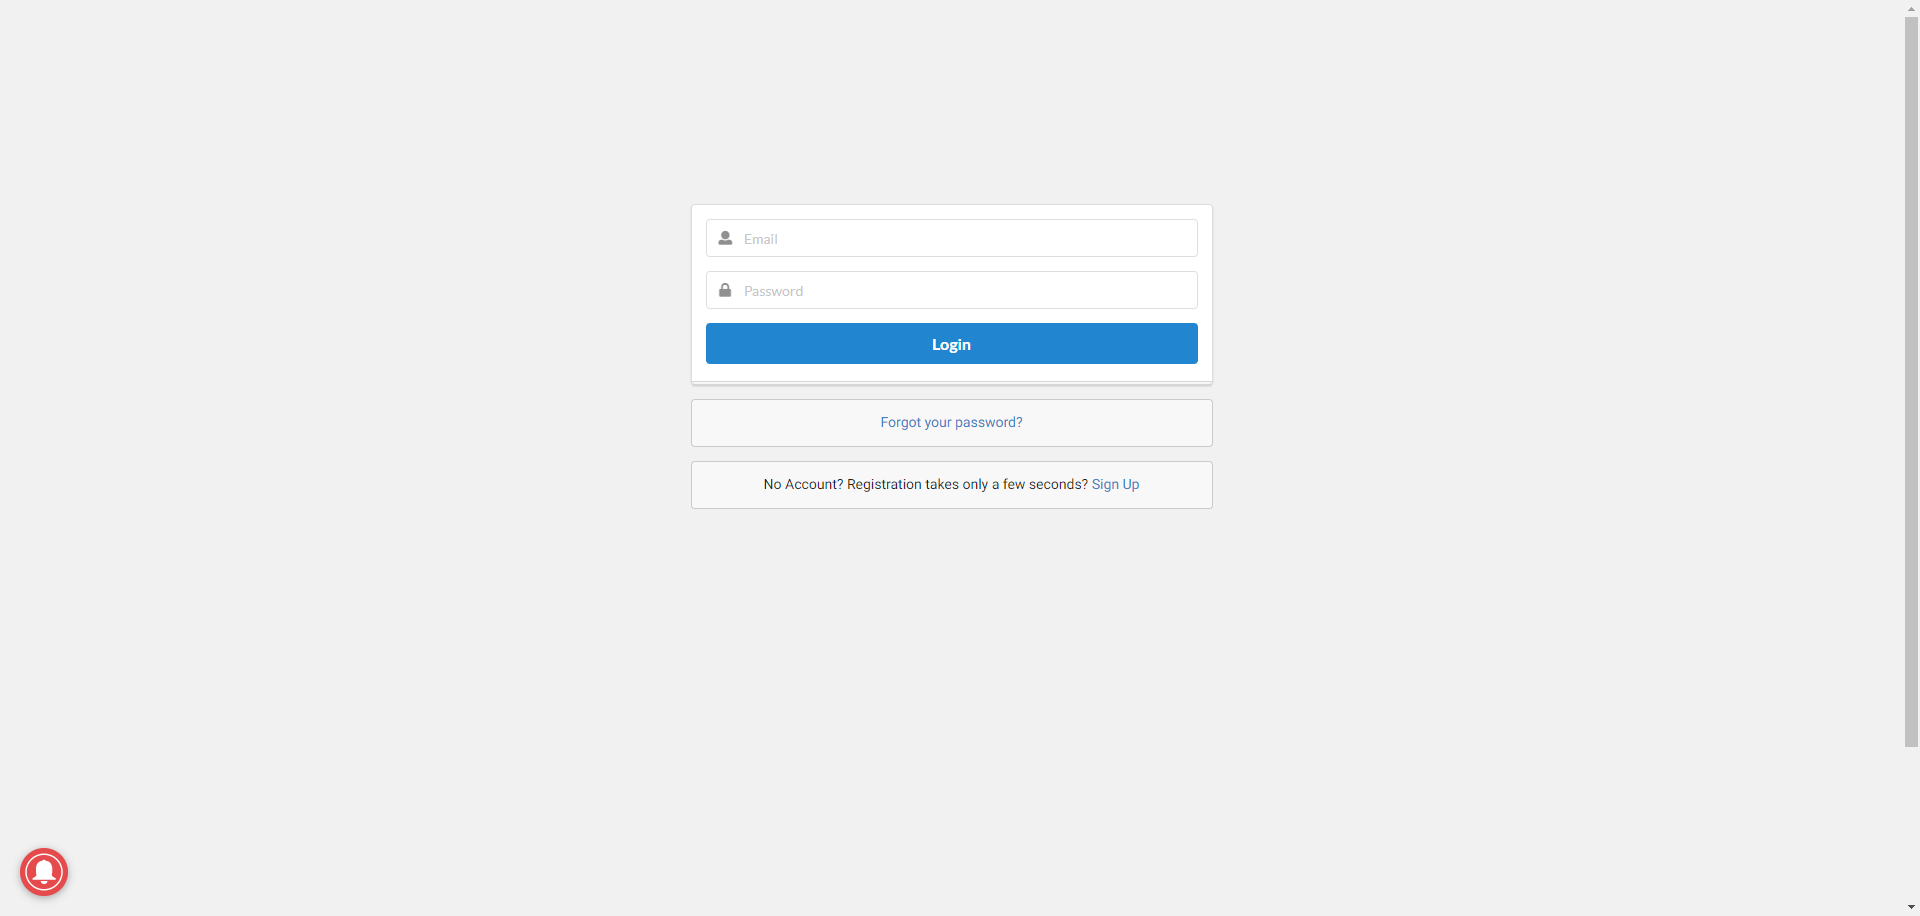 Email
Password
Login
Forgot your password?
No Account? Registration takes only a few seconds? Sign Up